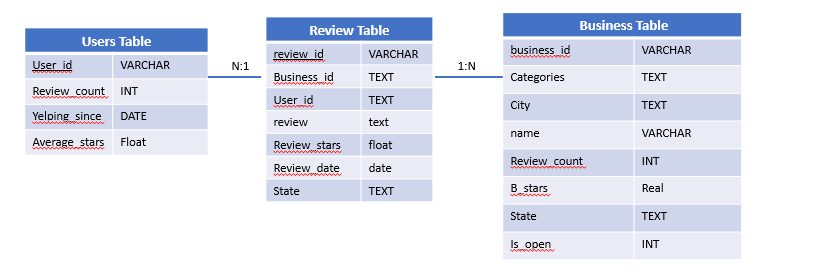 Users Table
User_id VARCHAR
Review_count INT
Yelping_since DATE
Average_stars Float
N:1
Review Table
review_id VARCHAR
Business_id TEXT
User_id TEXT
review text
Review_stars float
Review_date date
State TEXT
1:N
Business Table
business_id VARCHAR
Categories TEXT
City TEXT
name VARCHAR
Review_count INT
B_stars Real
State TEXT
Is_open INT